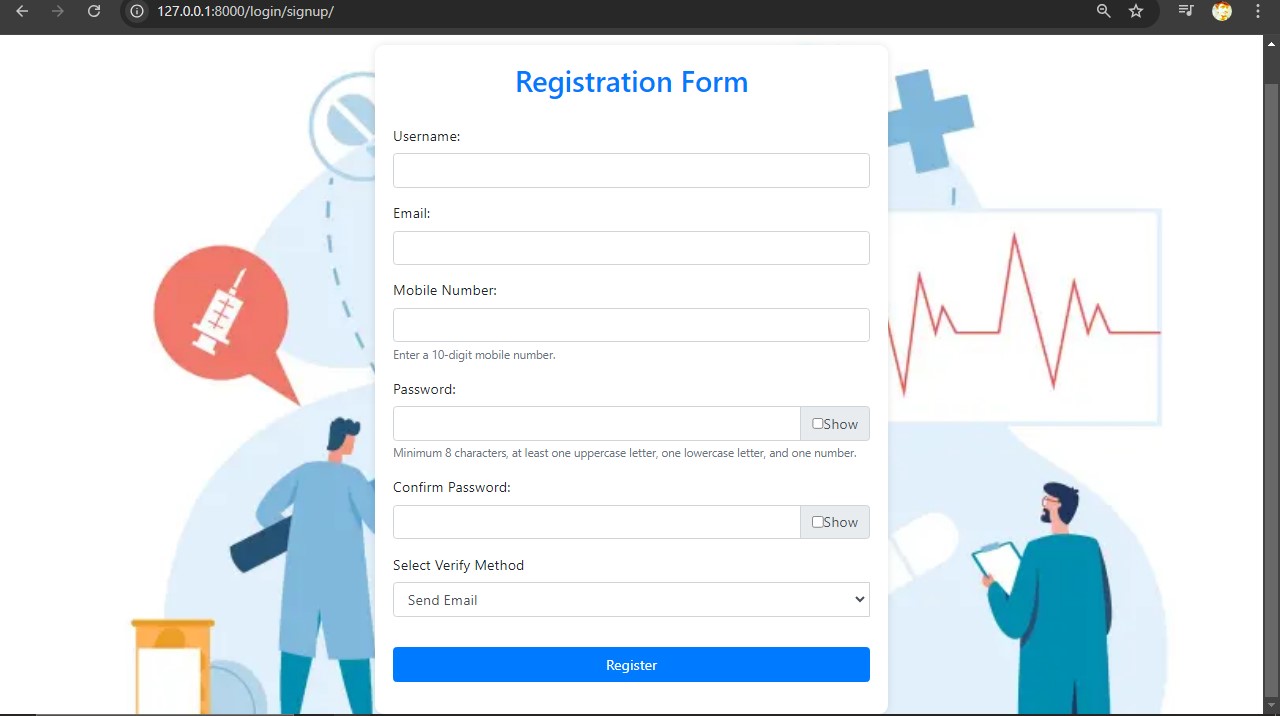 127.0.0.1:8000/login/signup/
Registration Form
Username:
Email:
Mobile Number:
Enter a 10-digit mobile number.
Password:
Show
Minimum 8 characters, at least one uppercase letter, one lowercase letter, and one number.
Confirm Password:
Show
Select Verify Method
Send Email
Register